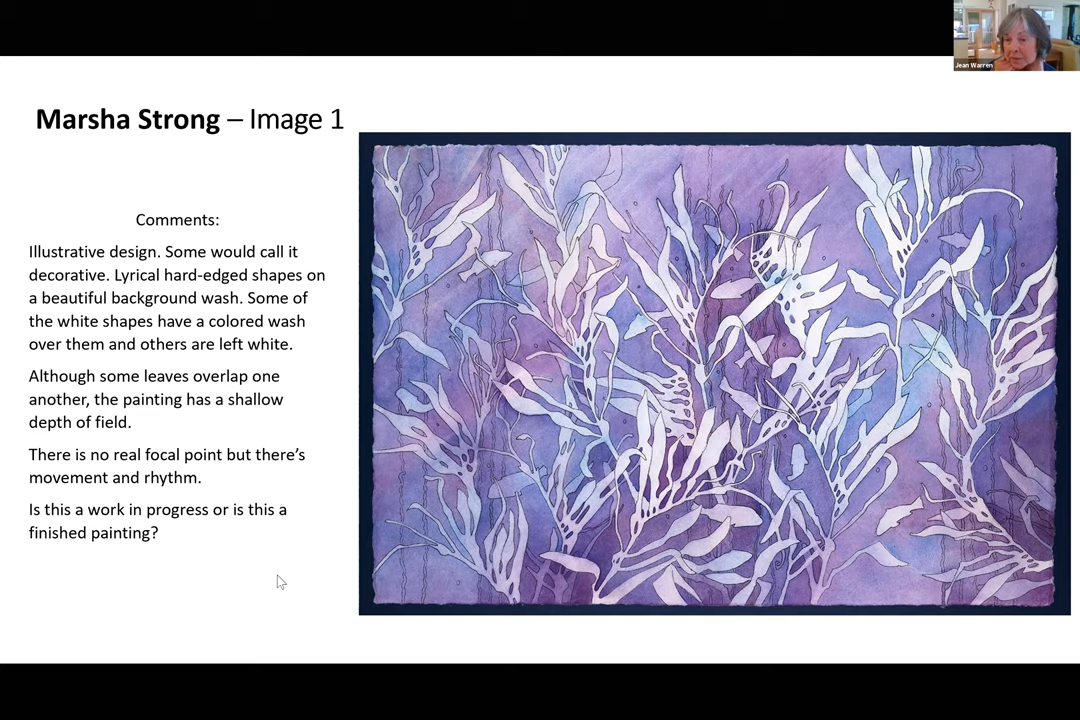 Jean Warren
Marsha Strong – Image 1
Comments:
Illustrative design. Some would call it
decorative. Lyrical hard-edged shapes on
a beautiful background wash. Some of
the white shapes have a colored wash
over them and others are left white.
Although some leaves overlap one
another, the painting has a shallow
depth of field.
There is no real focal point but there’s
movement and rhythm.
Is this a work in progress or is this a
finished painting?